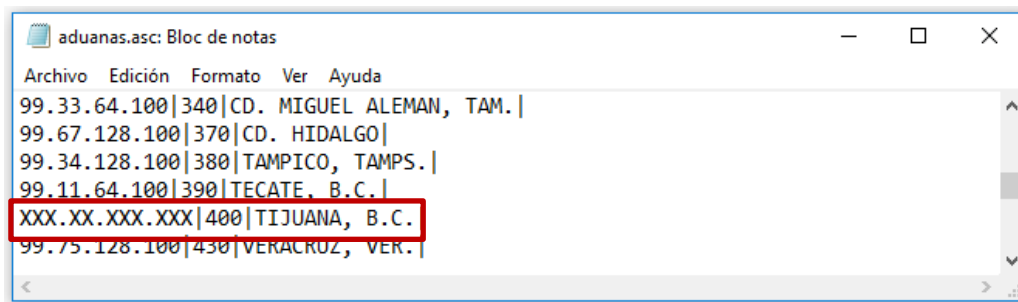 aduanas.asc: Bloc de notas
Archivo Edición Formato Ver Ayuda
99.33.64.100|340|CD. MIGUEL ALEMAN, TAM.|
99.67.128.100|370|CD. HIDALGO|
99.34.128.100|380|TAMPICO, TAMPS.|
99.11.64.100|390|TECATE, B.C.|
XXX.XX.XXX.XXX|400|TIJUANA, B.C.
99.75.128.100|430|VERACRUZ, VER.|